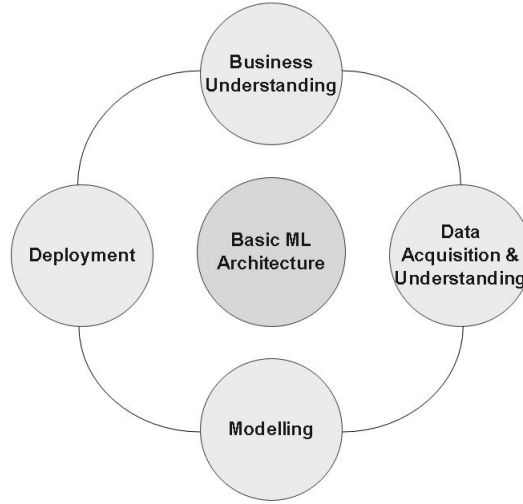 Business
Understanding
Deployment
Basic ML
Architecture
Data
Acquisition &
Understanding
Modelling